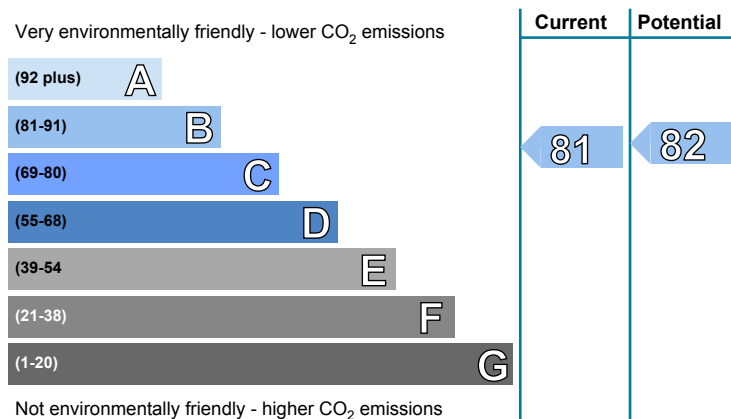 Very environmentally friendly - lower CO₂ emissions
Current
Potential
(92 plus) A
(81-91) B
(69-80) C
(55-68) D
(39-54 E
(21-38) F
(1-20) G
81
82
Not environmentally friendly - higher CO₂ emissions